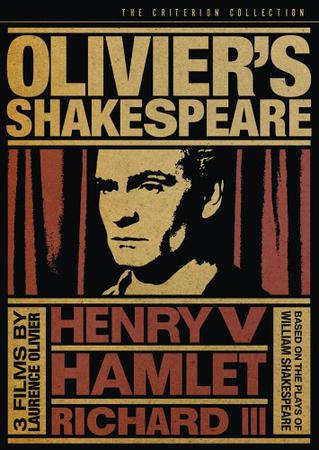 THE CRITERION COLLECTION
OLIVIER'S
SHAKESPEARE
3 FILMS BY
LAURENCE OLIVIER
HENRY V
HAMLET
RICHARD III
BASED ON THE PLAYS OF
WILLIAM SHAKESPEARE